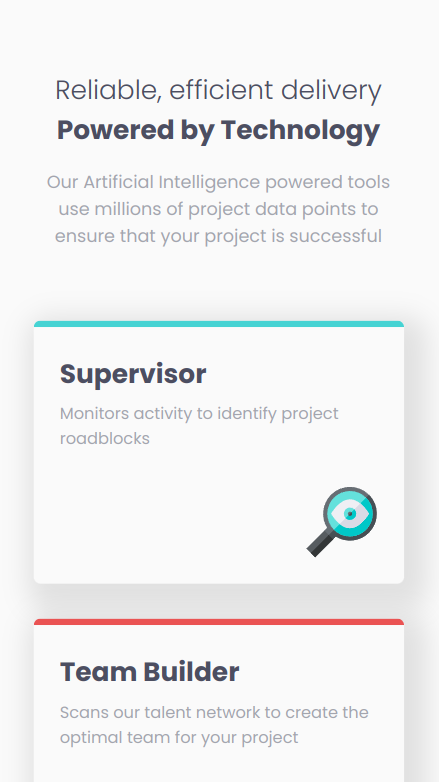 Reliable, efficient delivery
Powered by Technology
Our Artificial Intelligence powered tools
use millions of project data points to
ensure that your project is successful
Supervisor
Monitors activity to identify project
roadblocks
Team Builder
Scans our talent network to create the
optimal team for your project